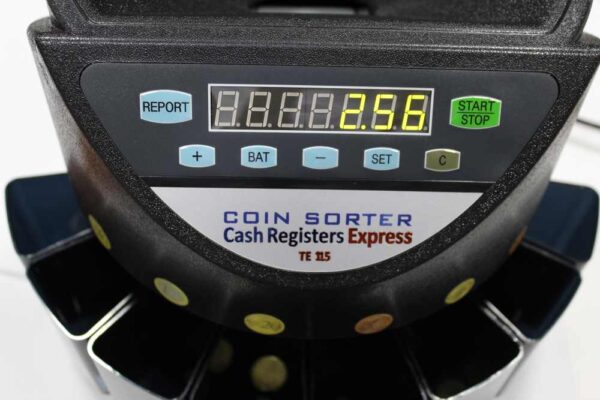 REPORT
2.56
START
STOP
+ BAT - SET C
COIN SORTER
Cash Registers Express
TE 115